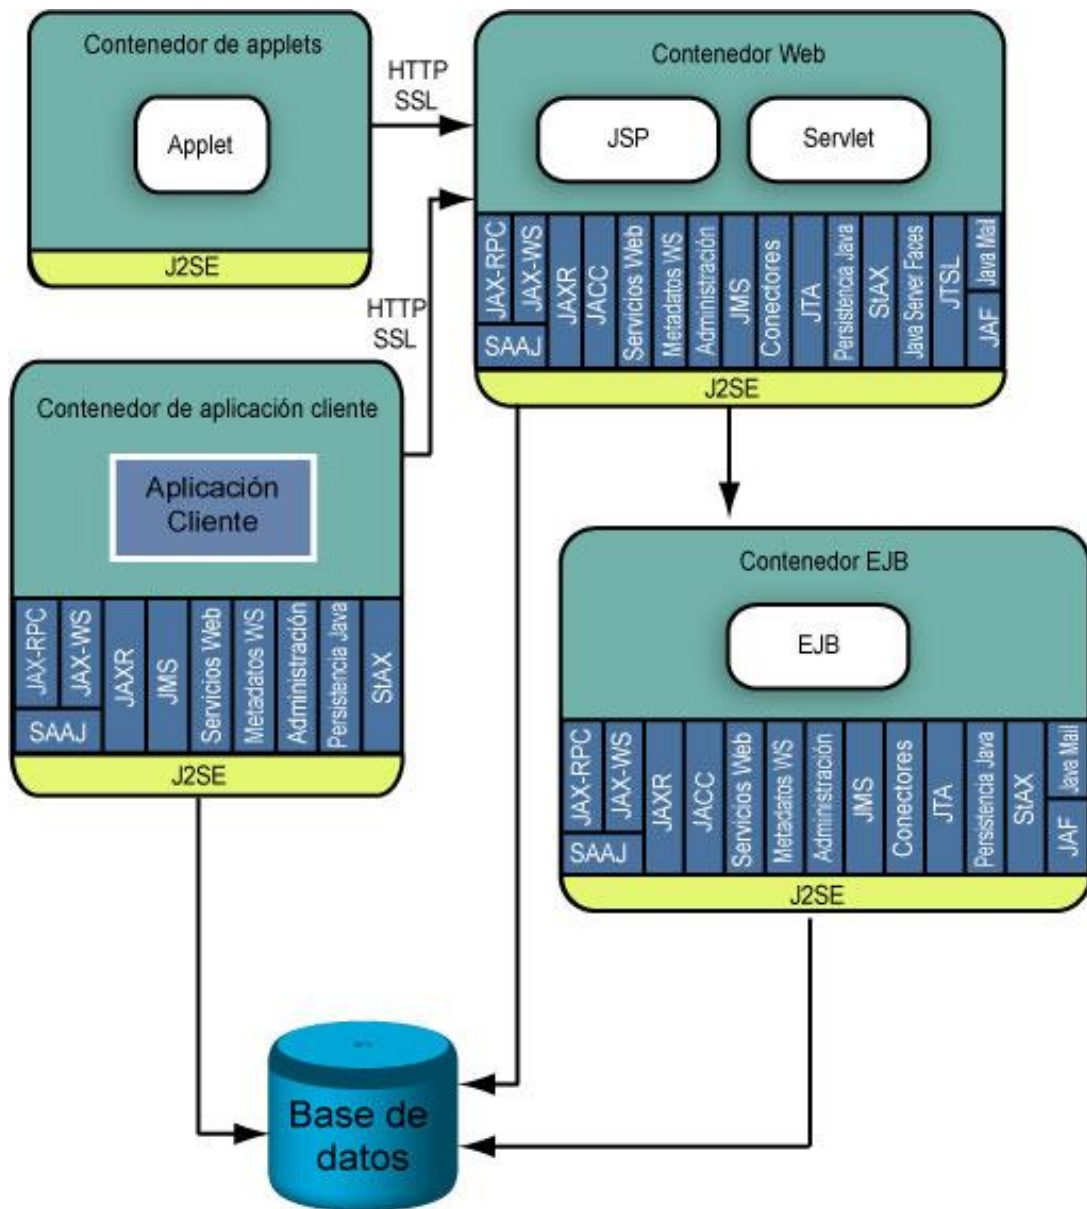 Contenedor de applets
Applet
J2SE
HTTP
SSL
Contenedor Web
JSP
Servlet
JAX-RPC
JAX-WS
SAAJ
JAXR
JACC
Servicios Web
Metadatos WS
Administración
JMS
Conectores
JTA
Persistencia Java
StAX
Java Server Faces
JTSL
Java Mail
JAF
J2SE
HTTP
SSL
Contenedor de aplicación cliente
Aplicación
Cliente
JAX-RPC
JAX-WS
SAAJ
JAXR
JMS
Servicios Web
Metadatos WS
Administración
Persistencia Java
StAX
J2SE
Contenedor EJB
EJB
JAX-RPC
JAX-WS
SAAJ
JAXR
JACC
Servicios Web
Metadatos WS
Administración
JMS
Conectores
JTA
Persistencia Java
StAX
Java Mail
JAF
J2SE
Base de
datos